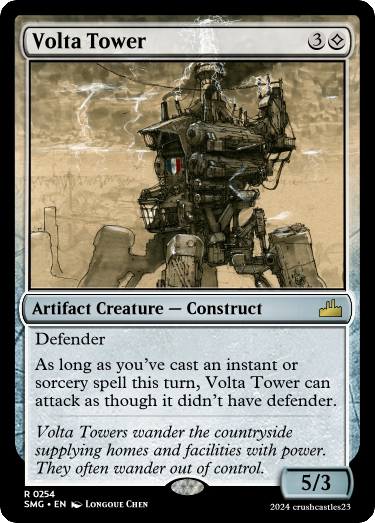 Volta Tower 3
Artifact Creature — Construct
Defender
As long as you've cast an instant or
sorcery spell this turn, Volta Tower can
attack as though it didn't have defender.
Volta Towers wander the countryside
supplying homes and facilities with power.
They often wander out of control.
5/3
R 0254
SMG • EN Longque Chen
2024 crushcastles23